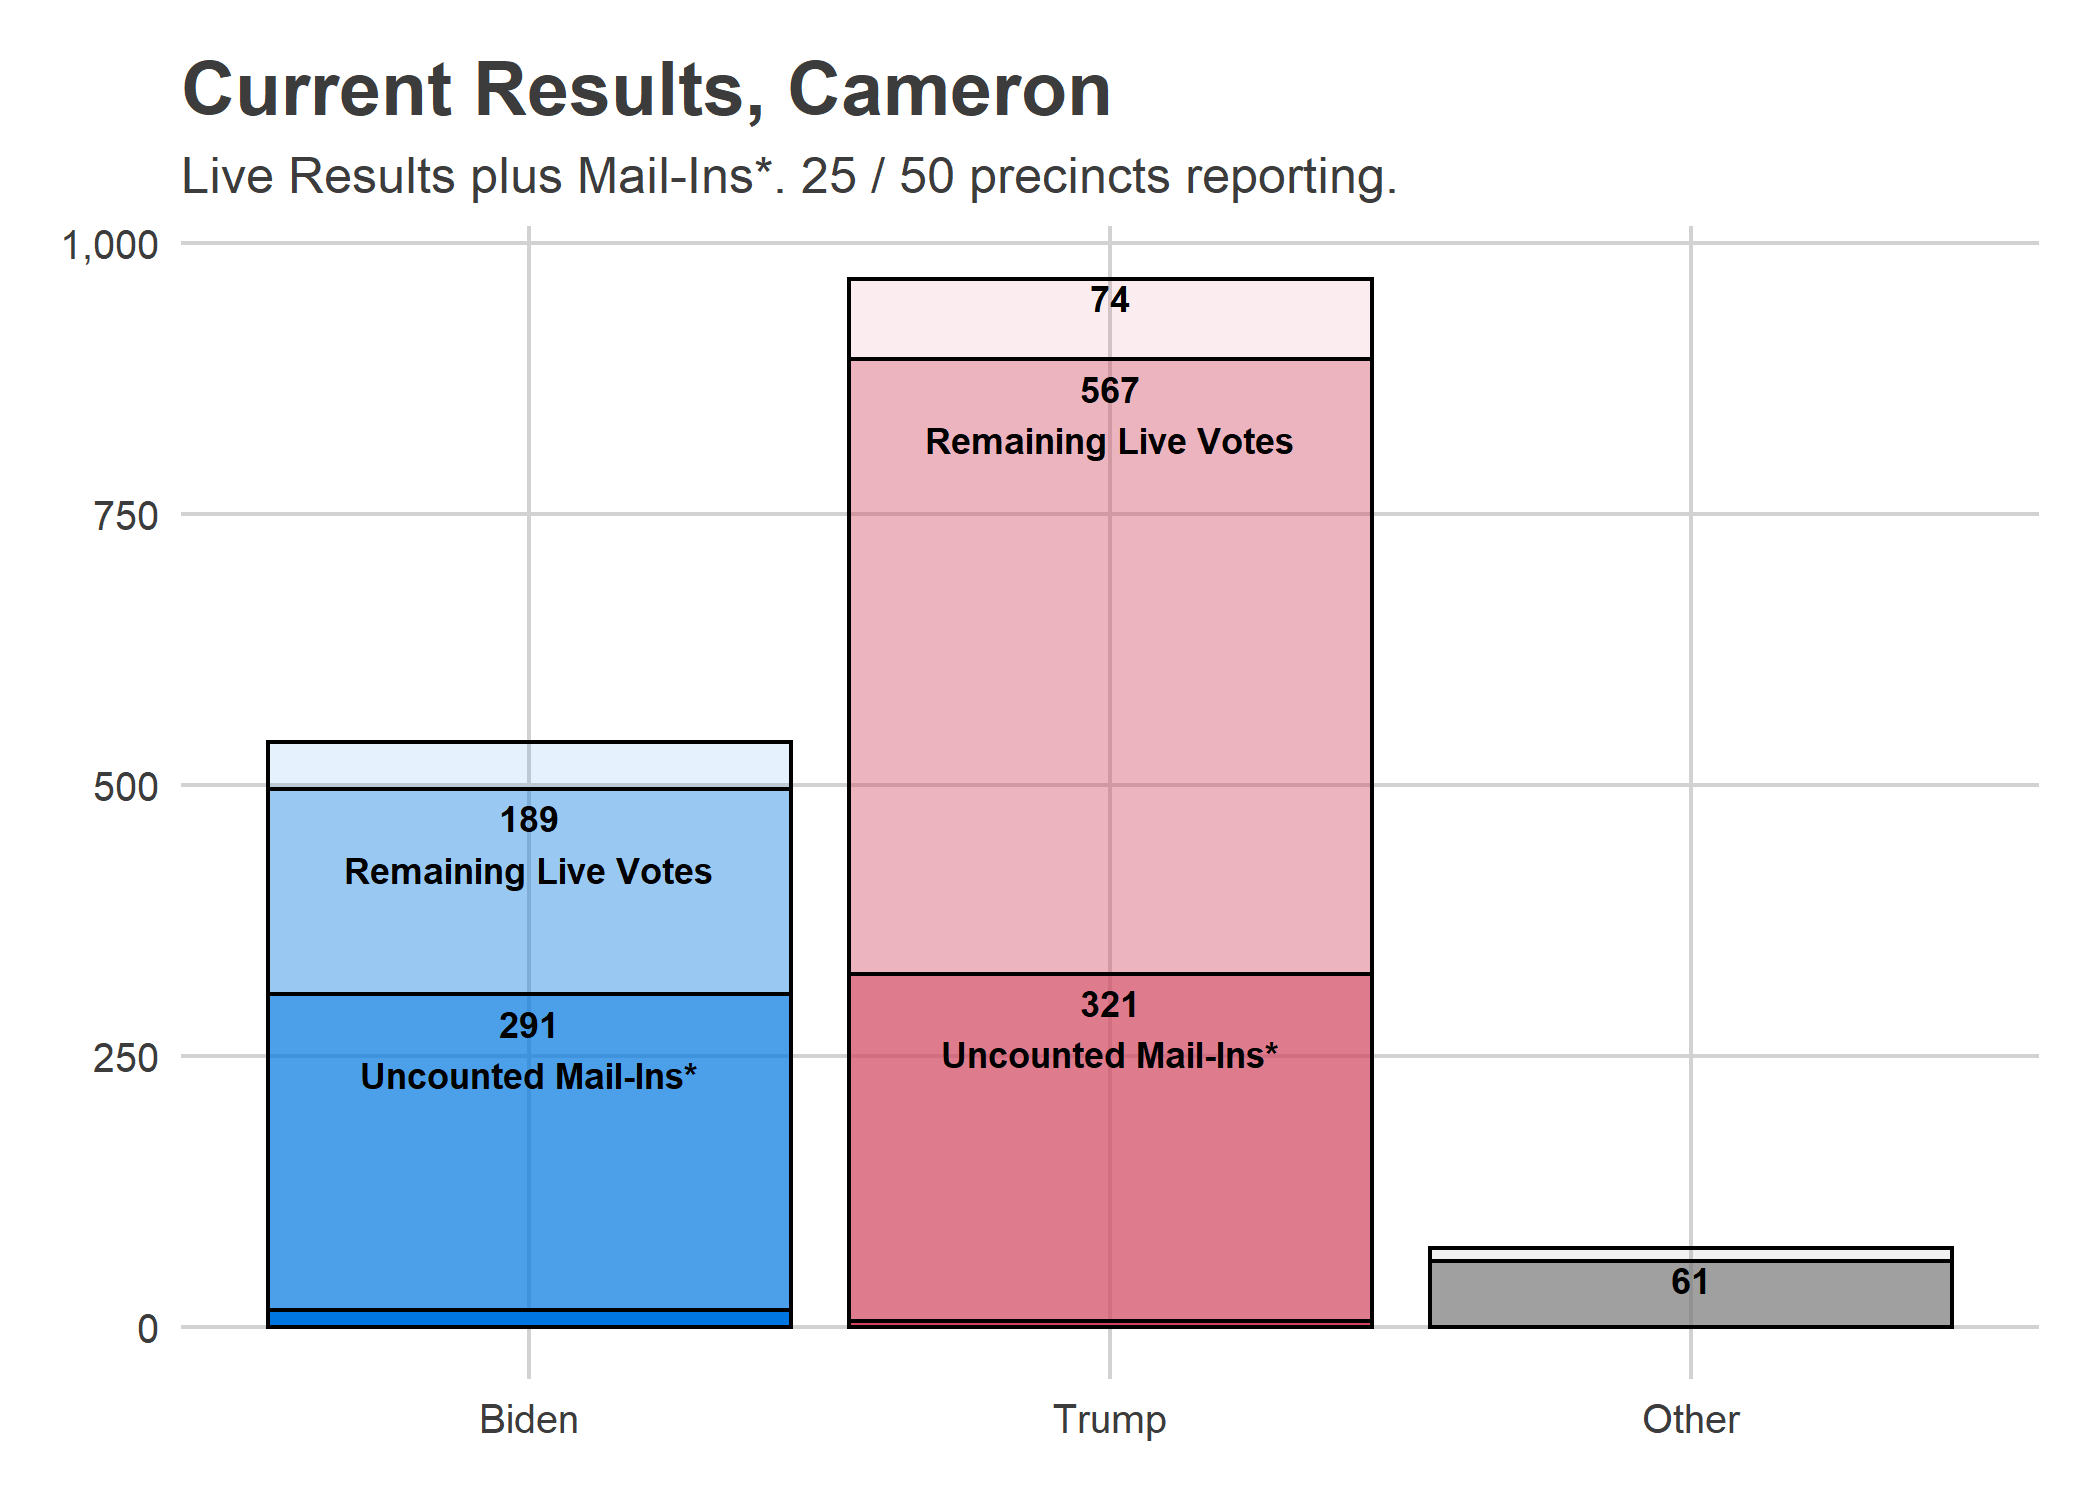 Current Results, Cameron
Live Results plus Mail-Ins*. 25 / 50 precincts reporting.
1,000
750
500
250
0
74
567
Remaining Live Votes
189
Remaining Live Votes
291
Uncounted Mail-Ins*
321
Uncounted Mail-Ins*
61
Biden
Trump
Other